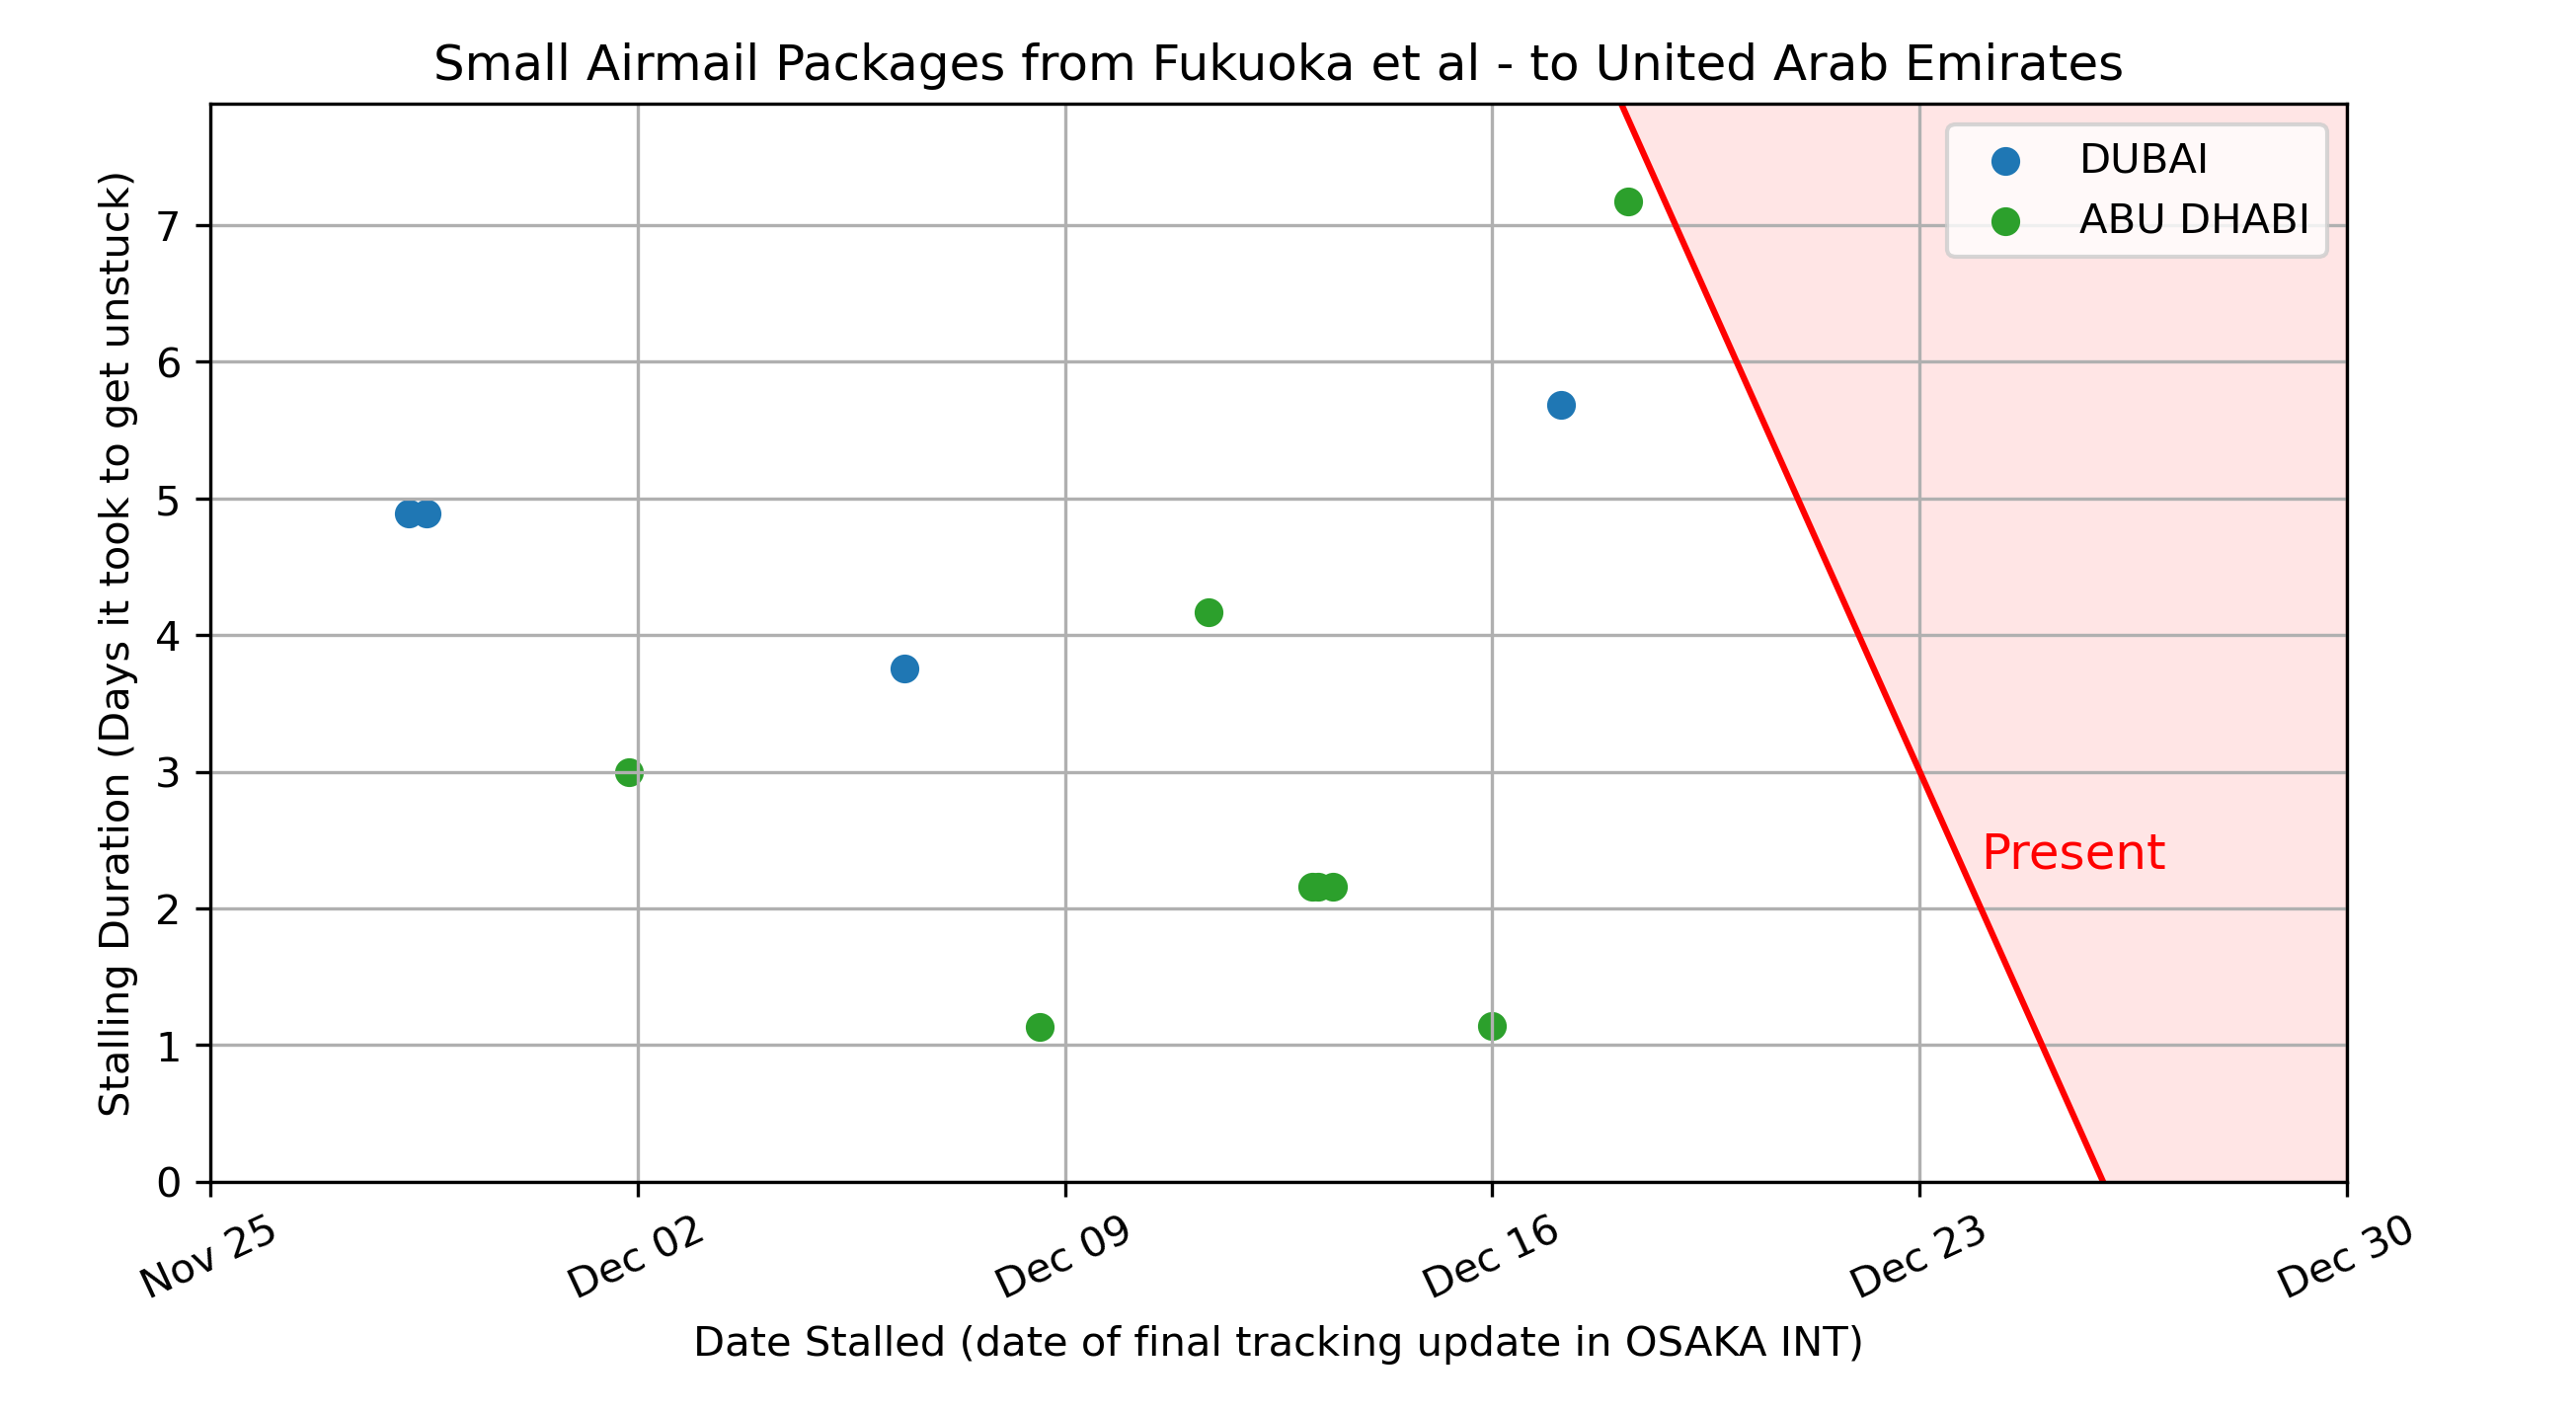 Small Airmail Packages from Fukuoka et al - to United Arab Emirates
DUBAI
ABU DHABI
Stalling Duration (Days it took to get unstuck)
7
6
5
4
3
2
1
0
Present
Nov 25
Dec 02
Dec 09
Dec 16
Dec 23
Dec 30
Date Stalled (date of final tracking update in OSAKA INT)